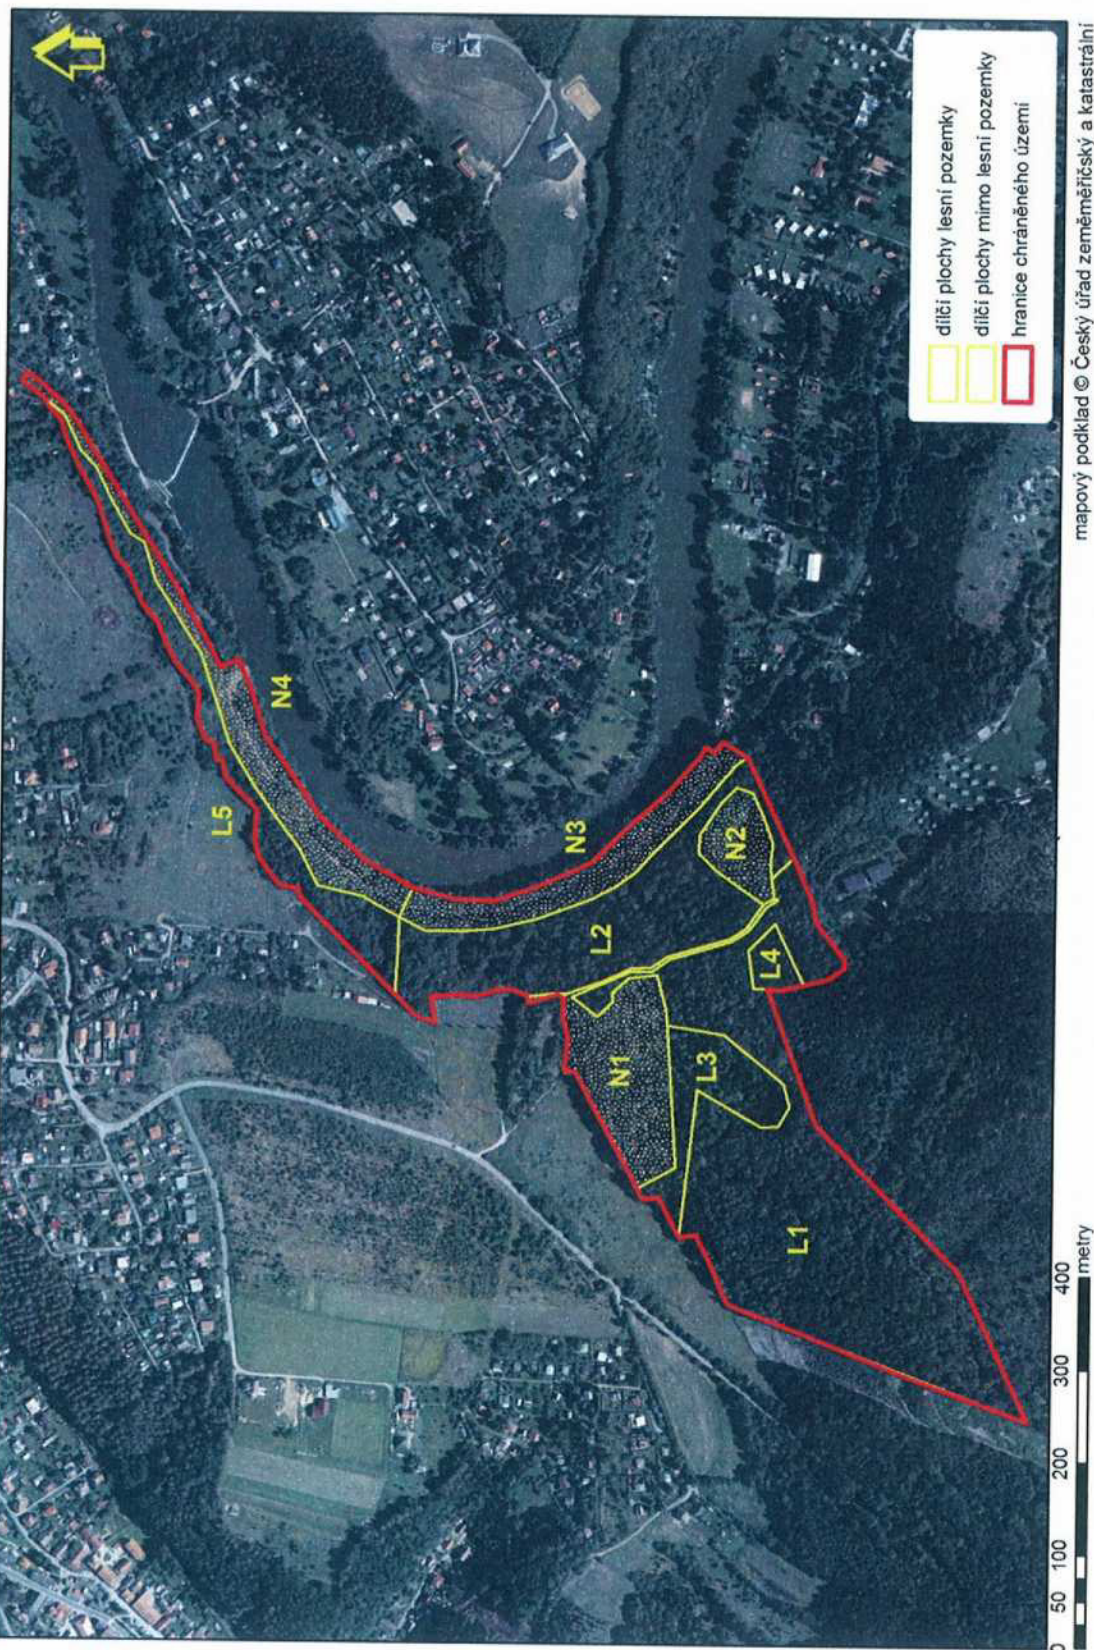 L5
N4
N3
L2
N2
N1
L3
L4
L1
dílčí plochy lesní pozemky
dílčí plochy mimo lesní pozemky
hranice chráněného území
0 50 100 200 300 400
metry
mapový podklad © Český úřad zeměměřičský a katastrální